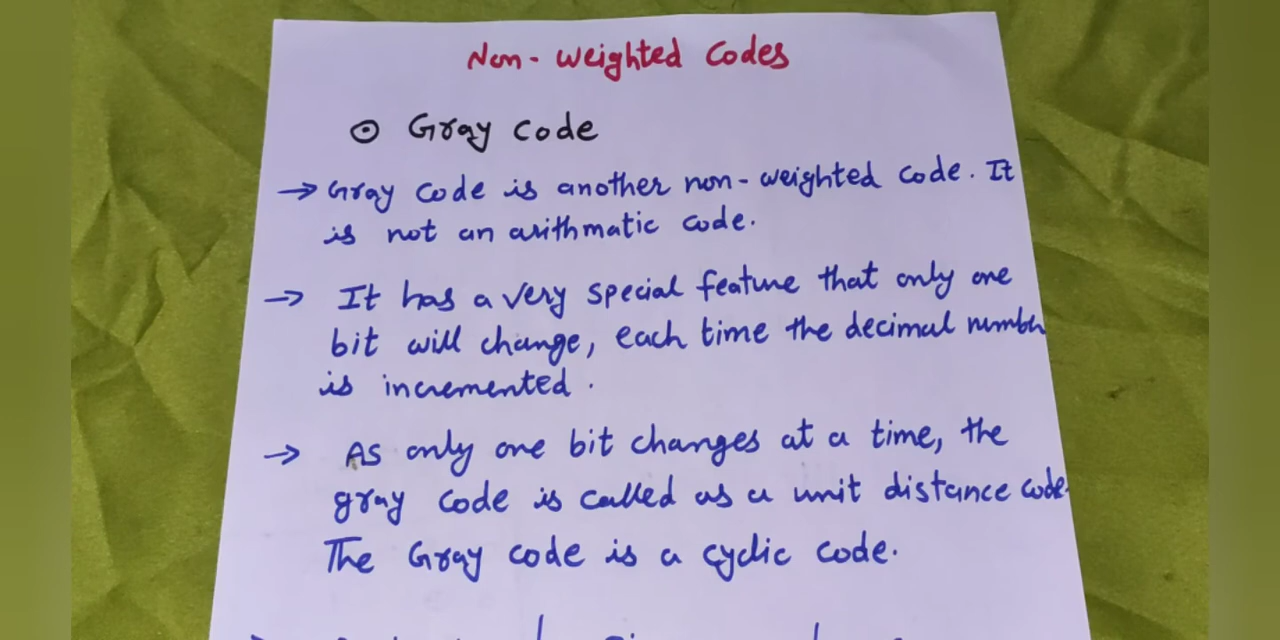 Non-Weighted Codes
⊙ Gray Code
→ Gray Code is another non-weighted code. It
is not an arithmatic code.
→ It has a very special feature that only one
bit will change, each time the decimal number
is incremented.
→ As only one bit changes at a time, the
gray code is called as a unit distance code.
The Gray code is a cyclic code.